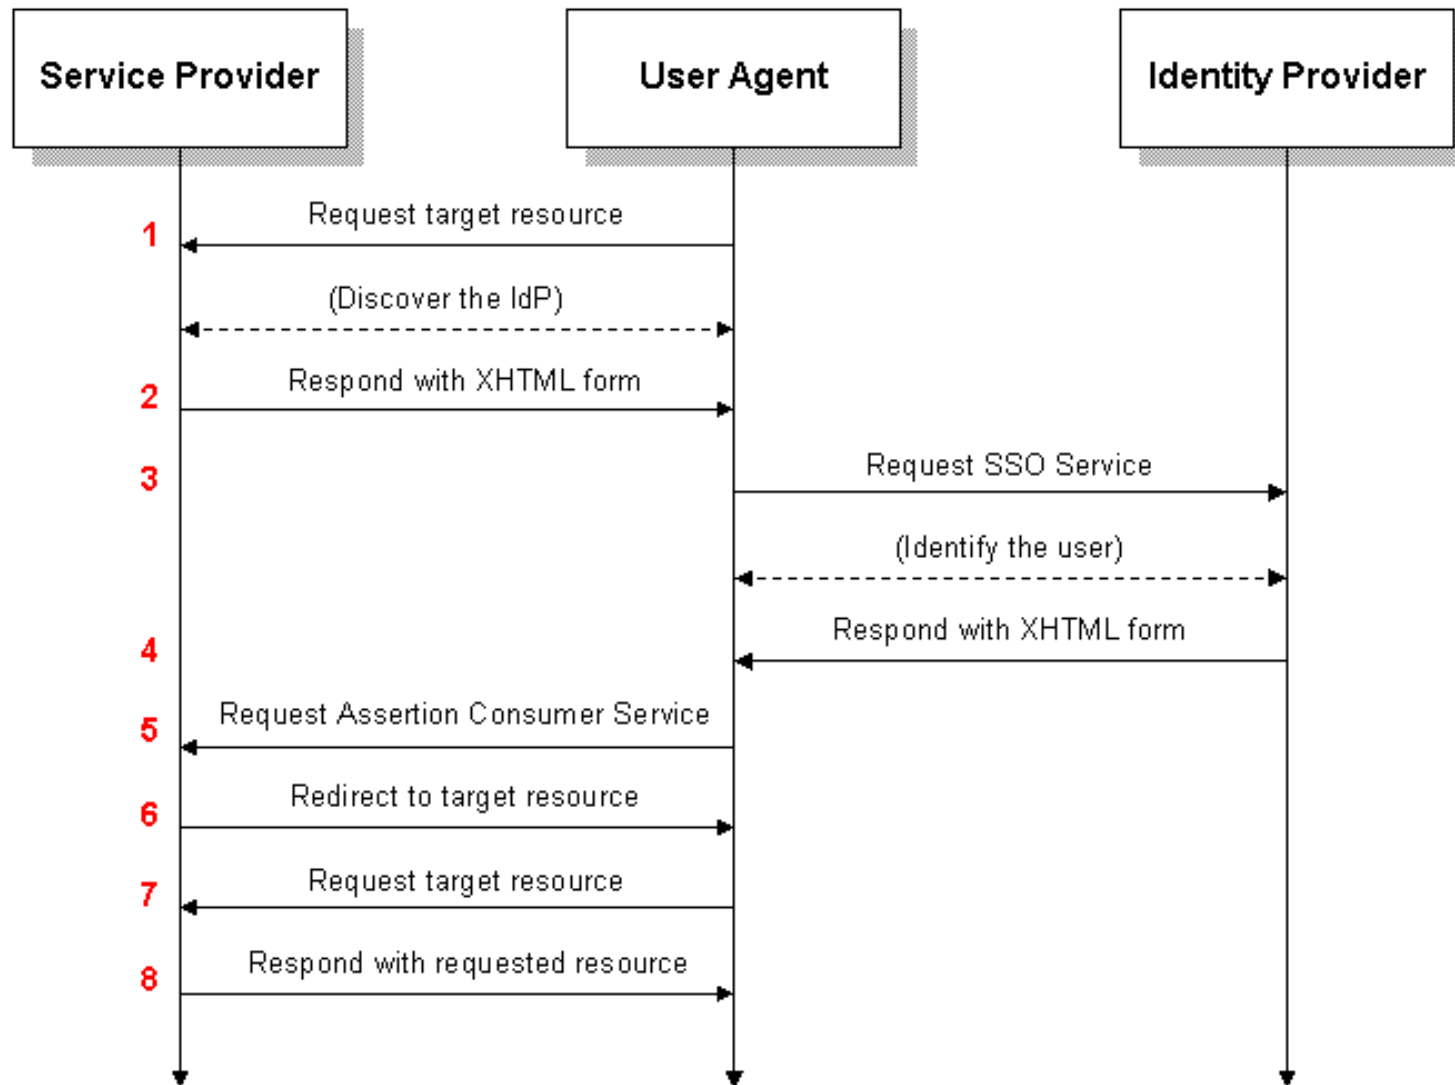 Service Provider
User Agent
Identity Provider
Request target resource
1
(Discover the IdP)
Respond with XHTML form
2
Request SSO Service
3
(Identify the user)
Respond with XHTML form
4
Request Assertion Consumer Service
5
Redirect to target resource
6
Request target resource
7
Respond with requested resource
8